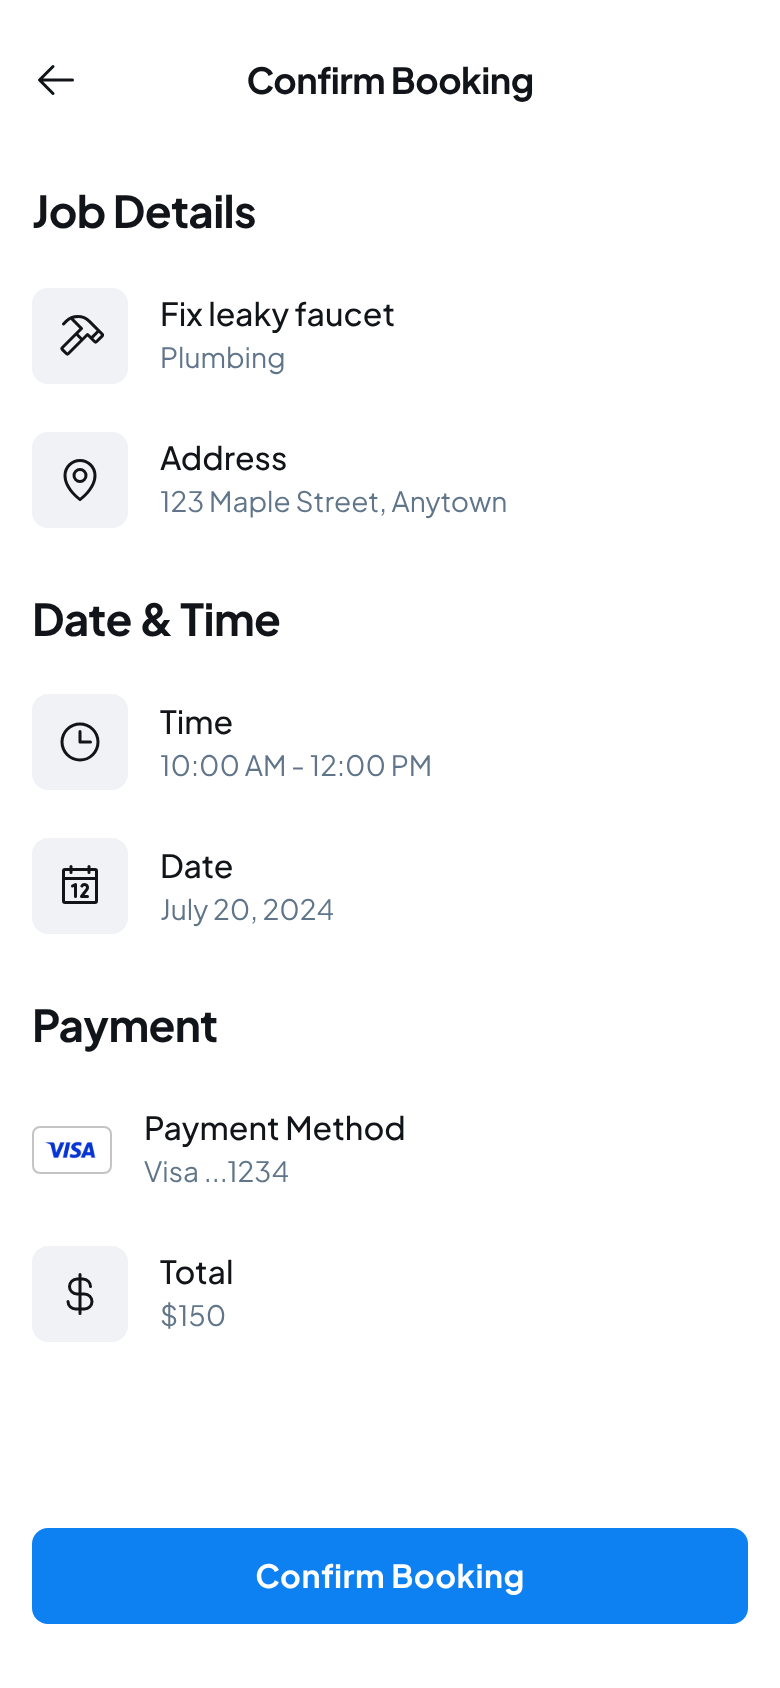 Confirm Booking
Job Details
Fix leaky faucet
Plumbing
Address
123 Maple Street, Anytown
Date & Time
Time
10:00 AM - 12:00 PM
12
Date
July 20, 2024
Payment
VISA
Payment Method
Visa ...1234
$
Total
$150
Confirm Booking